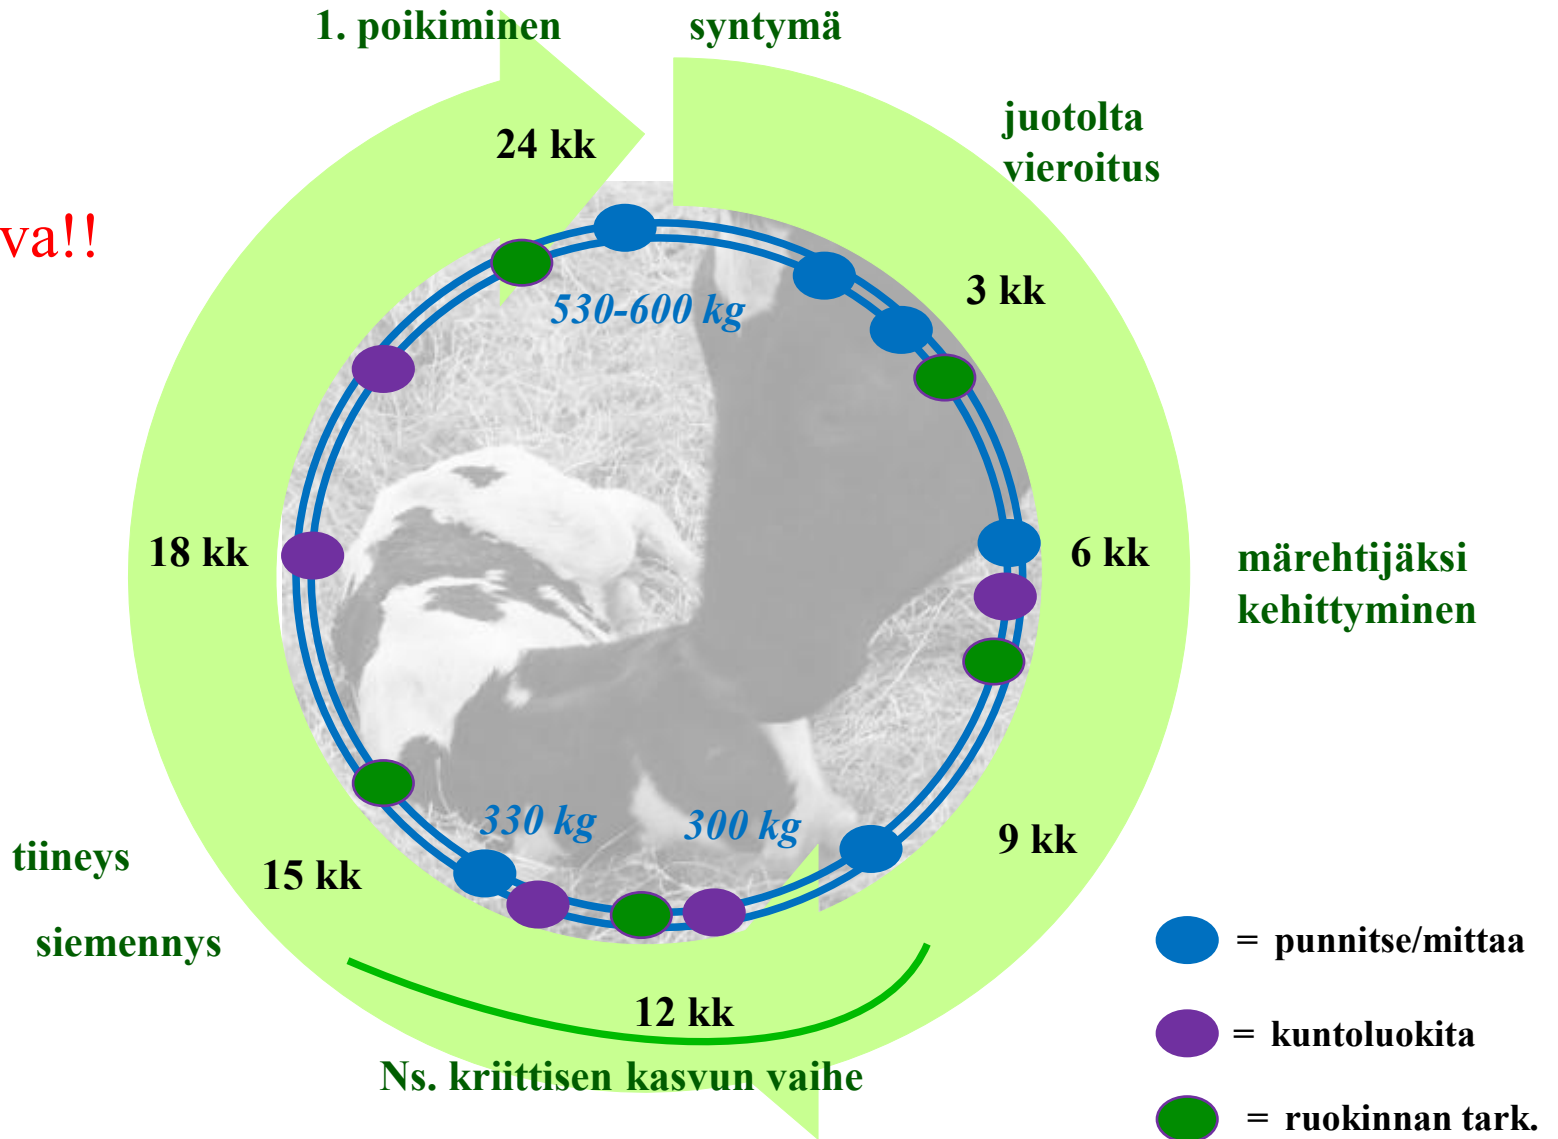 1. poikiminen
syntymä
juotolta
vieroitus
24 kk
va!!
3 kk
530-600 kg
18 kk
6 kk
märehtijäksi
kehittyminen
330 kg
300 kg
9 kk
tiineys
15 kk
siemennys
12 kk
Ns. kriittisen kasvun vaihe
= punnitse/mittaa
= kuntoluokita
= ruokinnan tark.